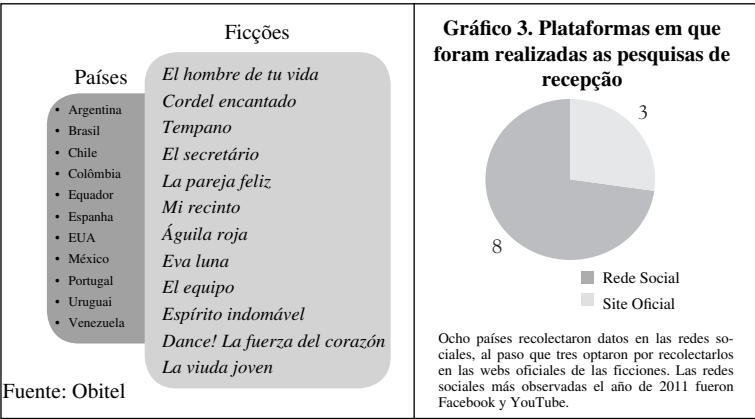 Ficções
Países
• Argentina
• Brasil
• Chile
• Colômbia
• Equador
• Espanha
• EUA
• México
• Portugal
• Uruguai
• Venezuela
El hombre de tu vida
Cordel encantado
Tempano
El secretário
La pareja feliz
Mi recinto
Águila roja
Eva luna
El equipo
Espírito indomável
Dance! La fuerza del corazón
La viuda joven
Fuente: Obitel
Gráfico 3. Plataformas em que
foram realizadas as pesquisas de
recepção
3
8
Rede Social
Site Oficial
Ocho países recolectaron datos en las redes so-
ciales, al paso que tres optaron por recolectarlos
en las webs oficiales de las ficciones. Las redes
sociales más observadas el año de 2011 fueron
Facebook y YouTube.